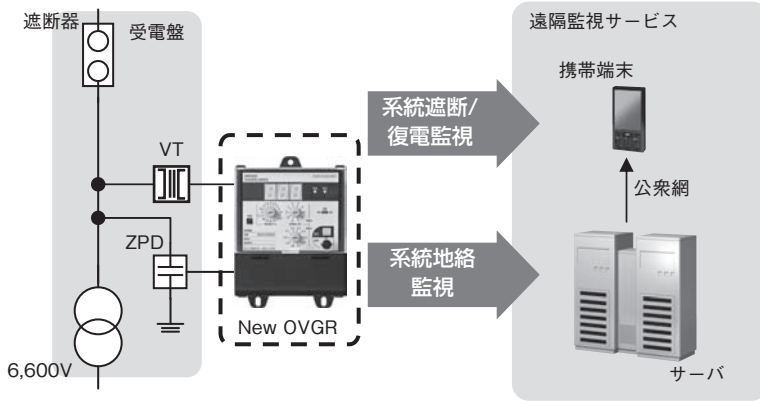 遮断器
受電盤
VT
ZPD
6,600V
New OVGR
系統遮断/
復電監視
系統地絡
監視
遠隔監視サービス
携帯端末
公衆網
サーバ